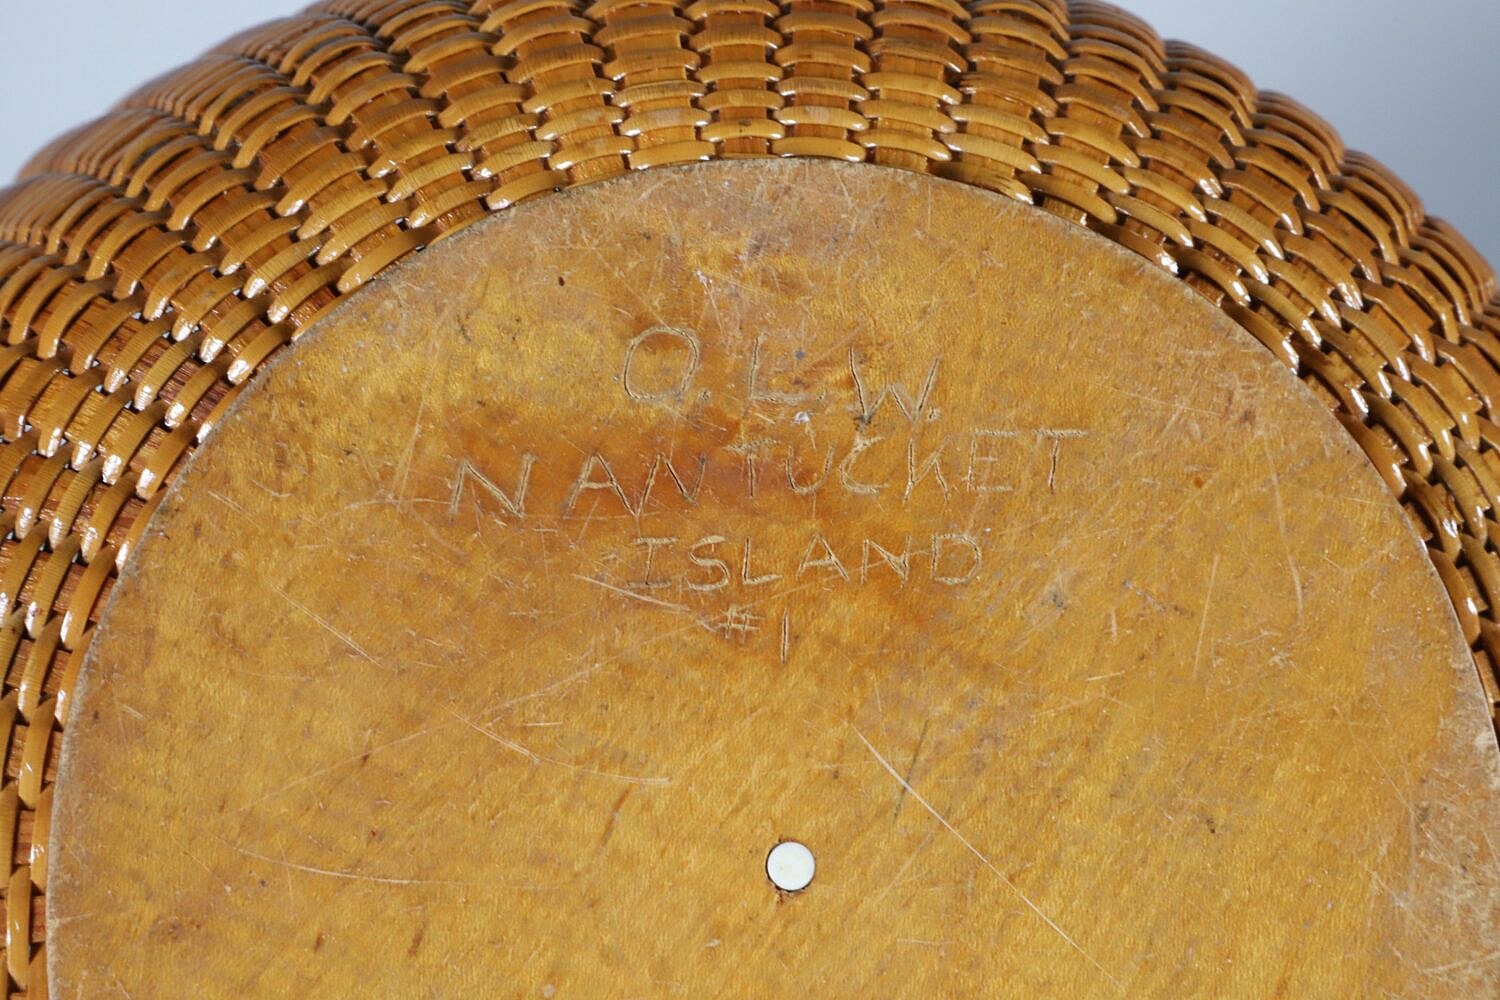 O.L.W.
NANTUCKET
ISLAND
#1